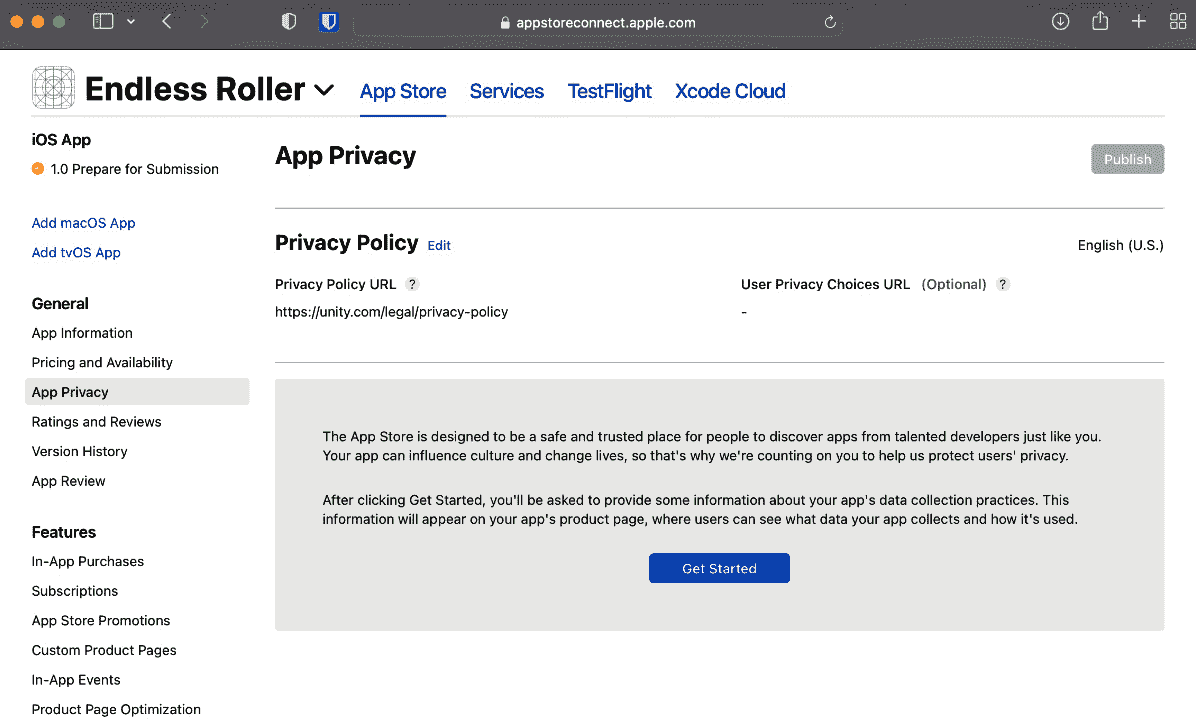 appstoreconnect.apple.com
Endless Roller
App Store
Services
TestFlight
Xcode Cloud
iOS App
1.0 Prepare for Submission
Add macOS App
Add tvOS App
General
App Information
Pricing and Availability
App Privacy
Ratings and Reviews
Version History
App Review
Features
In-App Purchases
Subscriptions
App Store Promotions
Custom Product Pages
In-App Events
Product Page Optimization
App Privacy
Publish
Privacy Policy Edit
English (U.S.)
Privacy Policy URL ?
https://unity.com/legal/privacy-policy
User Privacy Choices URL (Optional) ?
-
The App Store is designed to be a safe and trusted place for people to discover apps from talented developers just like you.
Your app can influence culture and change lives, so that's why we're counting on you to help us protect users' privacy.
After clicking Get Started, you'll be asked to provide some information about your app's data collection practices. This
information will appear on your app's product page, where users can see what data your app collects and how it's used.
Get Started